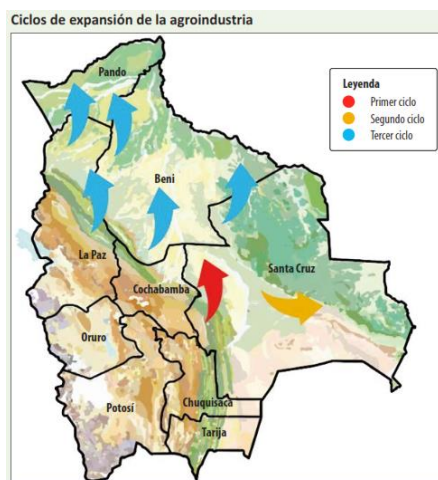 Ciclos de expansión de la agroindustria
Pando
Leyenda
Primer ciclo
Segundo ciclo
Tercer ciclo
Beni
La Paz
Santa Cruz
Cochabamba
Oruro
Potosí
Chuquisaca
Tarija